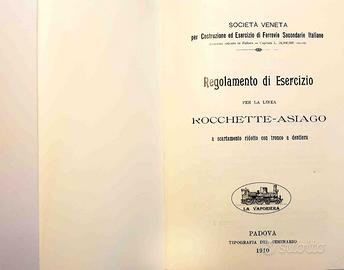 SOCIETÀ VENETA
per Costruzione ed Esercizio di Ferrovie Secondarie Italiane
Regolamento di Esercizio
PER LA LINEA
ROCCHETTE-ASIAGO
a scartamento ridotto con tronco a dentiera
LA VAPORIERA
PADOVA
TIPOGRAFIA DEL SEMINARIO
1910
subito